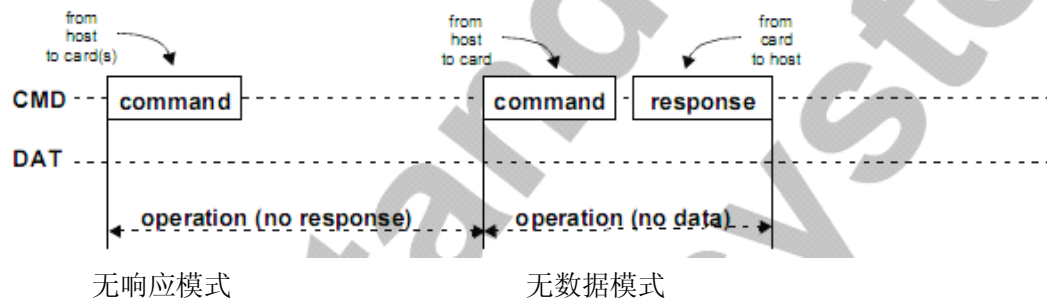 from
host
to card(s)
from
host
to card
from
card
to host
CMD command command response
DAT
operation (no response) operation (no data)
无响应模式 无数据模式